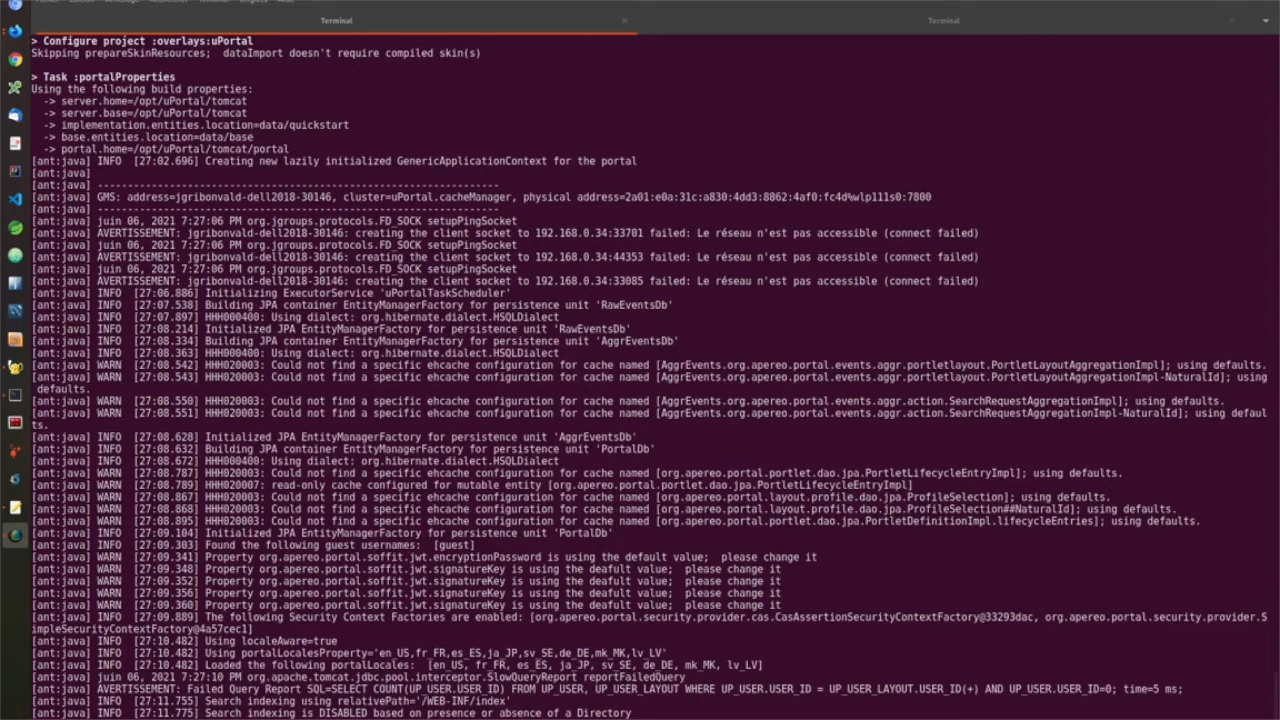 Terminal
Terminal
> Configure project :overlays:uPortal
Skipping prepareSkinResources;  dataImport doesn't require compiled skin(s)
> Task :portalProperties
Using the following build properties:
  -> server.home=/opt/uPortal/tomcat
  -> server.base=/opt/uPortal/tomcat
  -> implementation.entities.location=data/quickstart
  -> base.entities.location=data/base
  -> portal.home=/opt/uPortal/tomcat/portal
[ant:java] INFO  [27:02.696] Creating new lazily initialized GenericApplicationContext for the portal
[ant:java]
[ant:java] -------------------------------------------------------------------
[ant:java] GMS: address=jgribonvald-dell2018-30146, cluster=uPortal.cacheManager, physical address=2a01:e0a:31c:a830:4dd3:8862:4af0:fc4d%wlp111s0:7800
[ant:java] -------------------------------------------------------------------
[ant:java] juin 06, 2021 7:27:06 PM org.jgroups.protocols.FD_SOCK setupPingSocket
[ant:java] AVERTISSEMENT: jgribonvald-dell2018-30146: creating the client socket to 192.168.0.34:33701 failed: Le réseau n'est pas accessible (connect failed)
[ant:java] juin 06, 2021 7:27:06 PM org.jgroups.protocols.FD_SOCK setupPingSocket
[ant:java] AVERTISSEMENT: jgribonvald-dell2018-30146: creating the client socket to 192.168.0.34:44353 failed: Le réseau n'est pas accessible (connect failed)
[ant:java] juin 06, 2021 7:27:06 PM org.jgroups.protocols.FD_SOCK setupPingSocket
[ant:java] AVERTISSEMENT: jgribonvald-dell2018-30146: creating the client socket to 192.168.0.34:33085 failed: Le réseau n'est pas accessible (connect failed)
[ant:java] INFO  [27:06.886] Initializing ExecutorService 'uPortalTaskScheduler'
[ant:java] INFO  [27:07.538] Building JPA container EntityManagerFactory for persistence unit 'RawEventsDb'
[ant:java] INFO  [27:07.897] HHH000400: Using dialect: org.hibernate.dialect.HSQLDialect
[ant:java] INFO  [27:08.214] Initialized JPA EntityManagerFactory for persistence unit 'RawEventsDb'
[ant:java] INFO  [27:08.334] Building JPA container EntityManagerFactory for persistence unit 'AggrEventsDb'
[ant:java] INFO  [27:08.363] HHH000400: Using dialect: org.hibernate.dialect.HSQLDialect
[ant:java] WARN  [27:08.542] HHH020003: Could not find a specific ehcache configuration for cache named [AggrEvents.org.apereo.portal.events.aggr.portletlayout.PortletLayoutAggregationImpl]; using defaults.
[ant:java] WARN  [27:08.543] HHH020003: Could not find a specific ehcache configuration for cache named [AggrEvents.org.apereo.portal.events.aggr.portletlayout.PortletLayoutAggregationImpl-NaturalId]; using
 defaults.
[ant:java] WARN  [27:08.550] HHH020003: Could not find a specific ehcache configuration for cache named [AggrEvents.org.apereo.portal.events.aggr.action.SearchRequestAggregationImpl]; using defaults.
[ant:java] WARN  [27:08.551] HHH020003: Could not find a specific ehcache configuration for cache named [AggrEvents.org.apereo.portal.events.aggr.action.SearchRequestAggregationImpl-NaturalId]; using defaul
ts.
[ant:java] INFO  [27:08.628] Initialized JPA EntityManagerFactory for persistence unit 'AggrEventsDb'
[ant:java] INFO  [27:08.632] Building JPA container EntityManagerFactory for persistence unit 'PortalDb'
[ant:java] INFO  [27:08.672] HHH000400: Using dialect: org.hibernate.dialect.HSQLDialect
[ant:java] WARN  [27:08.787] HHH020003: Could not find a specific ehcache configuration for cache named [org.apereo.portal.portlet.dao.jpa.PortletLifecycleEntryImpl]; using defaults.
[ant:java] WARN  [27:08.789] HHH020007: read-only cache configured for mutable entity [org.apereo.portal.portlet.dao.jpa.PortletLifecycleEntryImpl]
[ant:java] WARN  [27:08.867] HHH020003: Could not find a specific ehcache configuration for cache named [org.apereo.portal.layout.profile.dao.jpa.ProfileSelection]; using defaults.
[ant:java] WARN  [27:08.868] HHH020003: Could not find a specific ehcache configuration for cache named [org.apereo.portal.layout.profile.dao.jpa.ProfileSelection##NaturalId]; using defaults.
[ant:java] WARN  [27:08.895] HHH020003: Could not find a specific ehcache configuration for cache named [org.apereo.portal.portlet.dao.jpa.PortletDefinitionImpl.lifecycleEntries]; using defaults.
[ant:java] INFO  [27:09.104] Initialized JPA EntityManagerFactory for persistence unit 'PortalDb'
[ant:java] INFO  [27:09.303] Found the following guest usernames:  [guest]
[ant:java] WARN  [27:09.341] Property org.apereo.portal.soffit.jwt.encryptionPassword is using the default value;  please change it
[ant:java] WARN  [27:09.348] Property org.apereo.portal.soffit.jwt.signatureKey is using the deafult value;  please change it
[ant:java] WARN  [27:09.352] Property org.apereo.portal.soffit.jwt.signatureKey is using the deafult value;  please change it
[ant:java] WARN  [27:09.356] Property org.apereo.portal.soffit.jwt.signatureKey is using the deafult value;  please change it
[ant:java] WARN  [27:09.360] Property org.apereo.portal.soffit.jwt.signatureKey is using the deafult value;  please change it
[ant:java] INFO  [27:09.889] The following Security Context Factories are enabled: [org.apereo.portal.security.provider.cas.CasAssertionSecurityContextFactory@33293dac, org.apereo.portal.security.provider.S
impleSecurityContextFactory@4a57cec1]
[ant:java] INFO  [27:10.482] Using localeAware=true
[ant:java] INFO  [27:10.482] Using portalLocalesProperty='en_US,fr_FR,es_ES,ja_JP,sv_SE,de_DE,mk_MK,lv_LV'
[ant:java] INFO  [27:10.482] Loaded the following portalLocales:  [en_US, fr_FR, es_ES, ja_JP, sv_SE, de_DE, mk_MK, lv_LV]
[ant:java] juin 06, 2021 7:27:10 PM org.apache.tomcat.jdbc.pool.interceptor.SlowQueryReport reportFailedQuery
[ant:java] AVERTISSEMENT: Failed Query Report SQL=SELECT COUNT(UP_USER.USER_ID) FROM UP_USER, UP_USER_LAYOUT WHERE UP_USER.USER_ID = UP_USER_LAYOUT.USER_ID(+) AND UP_USER.USER_ID=0; time=5 ms;
[ant:java] INFO  [27:11.755] Search indexing using relativePath='/WEB-INF/index'
[ant:java] INFO  [27:11.775] Search indexing is DISABLED based on presence or absence of a Directory